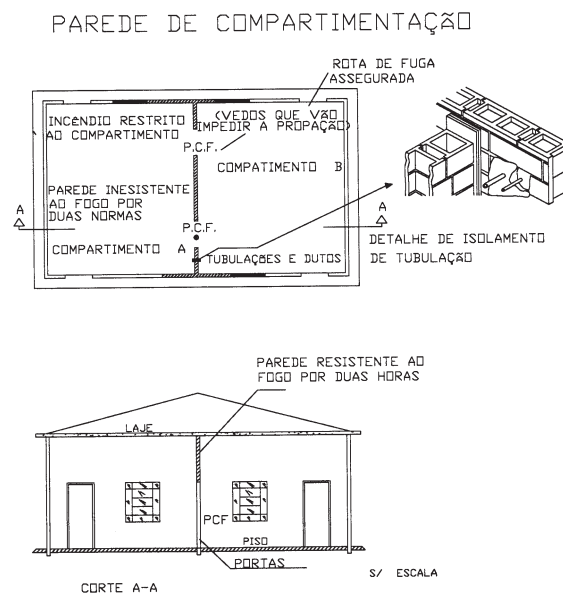 PAREDE DE COMPARTIMENTAÇÃO
ROTA DE FUGA
ASSEGURADA
INCÊNDIO RESTRITO
AO COMPARTIMENTO
(VEDOS QUE VÃO
IMPEDIR A PROPAÇÃO)
P.C.F.
COMPATIMENTO B
PAREDE INESISTENTE
AO FOGO POR
DUAS NORMAS
A
A
P.C.F.
COMPARTIMENTO A
TUBULAÇÕES E DUTOS
DETALHE DE ISOLAMENTO
DE TUBULAÇÃO
PAREDE RESISTENTE AO
FOGO POR DUAS HORAS
LAJE
PCF
PISO
PORTAS
CORTE A-A
S/ ESCALA